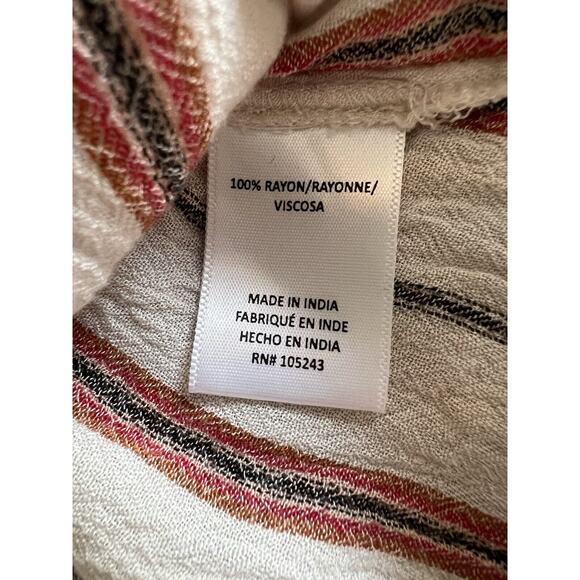 100% RAYON/RAYONNE/
VISCOSA
MADE IN INDIA
FABRIQUÉ EN INDE
HECHO EN INDIA
RN# 105243